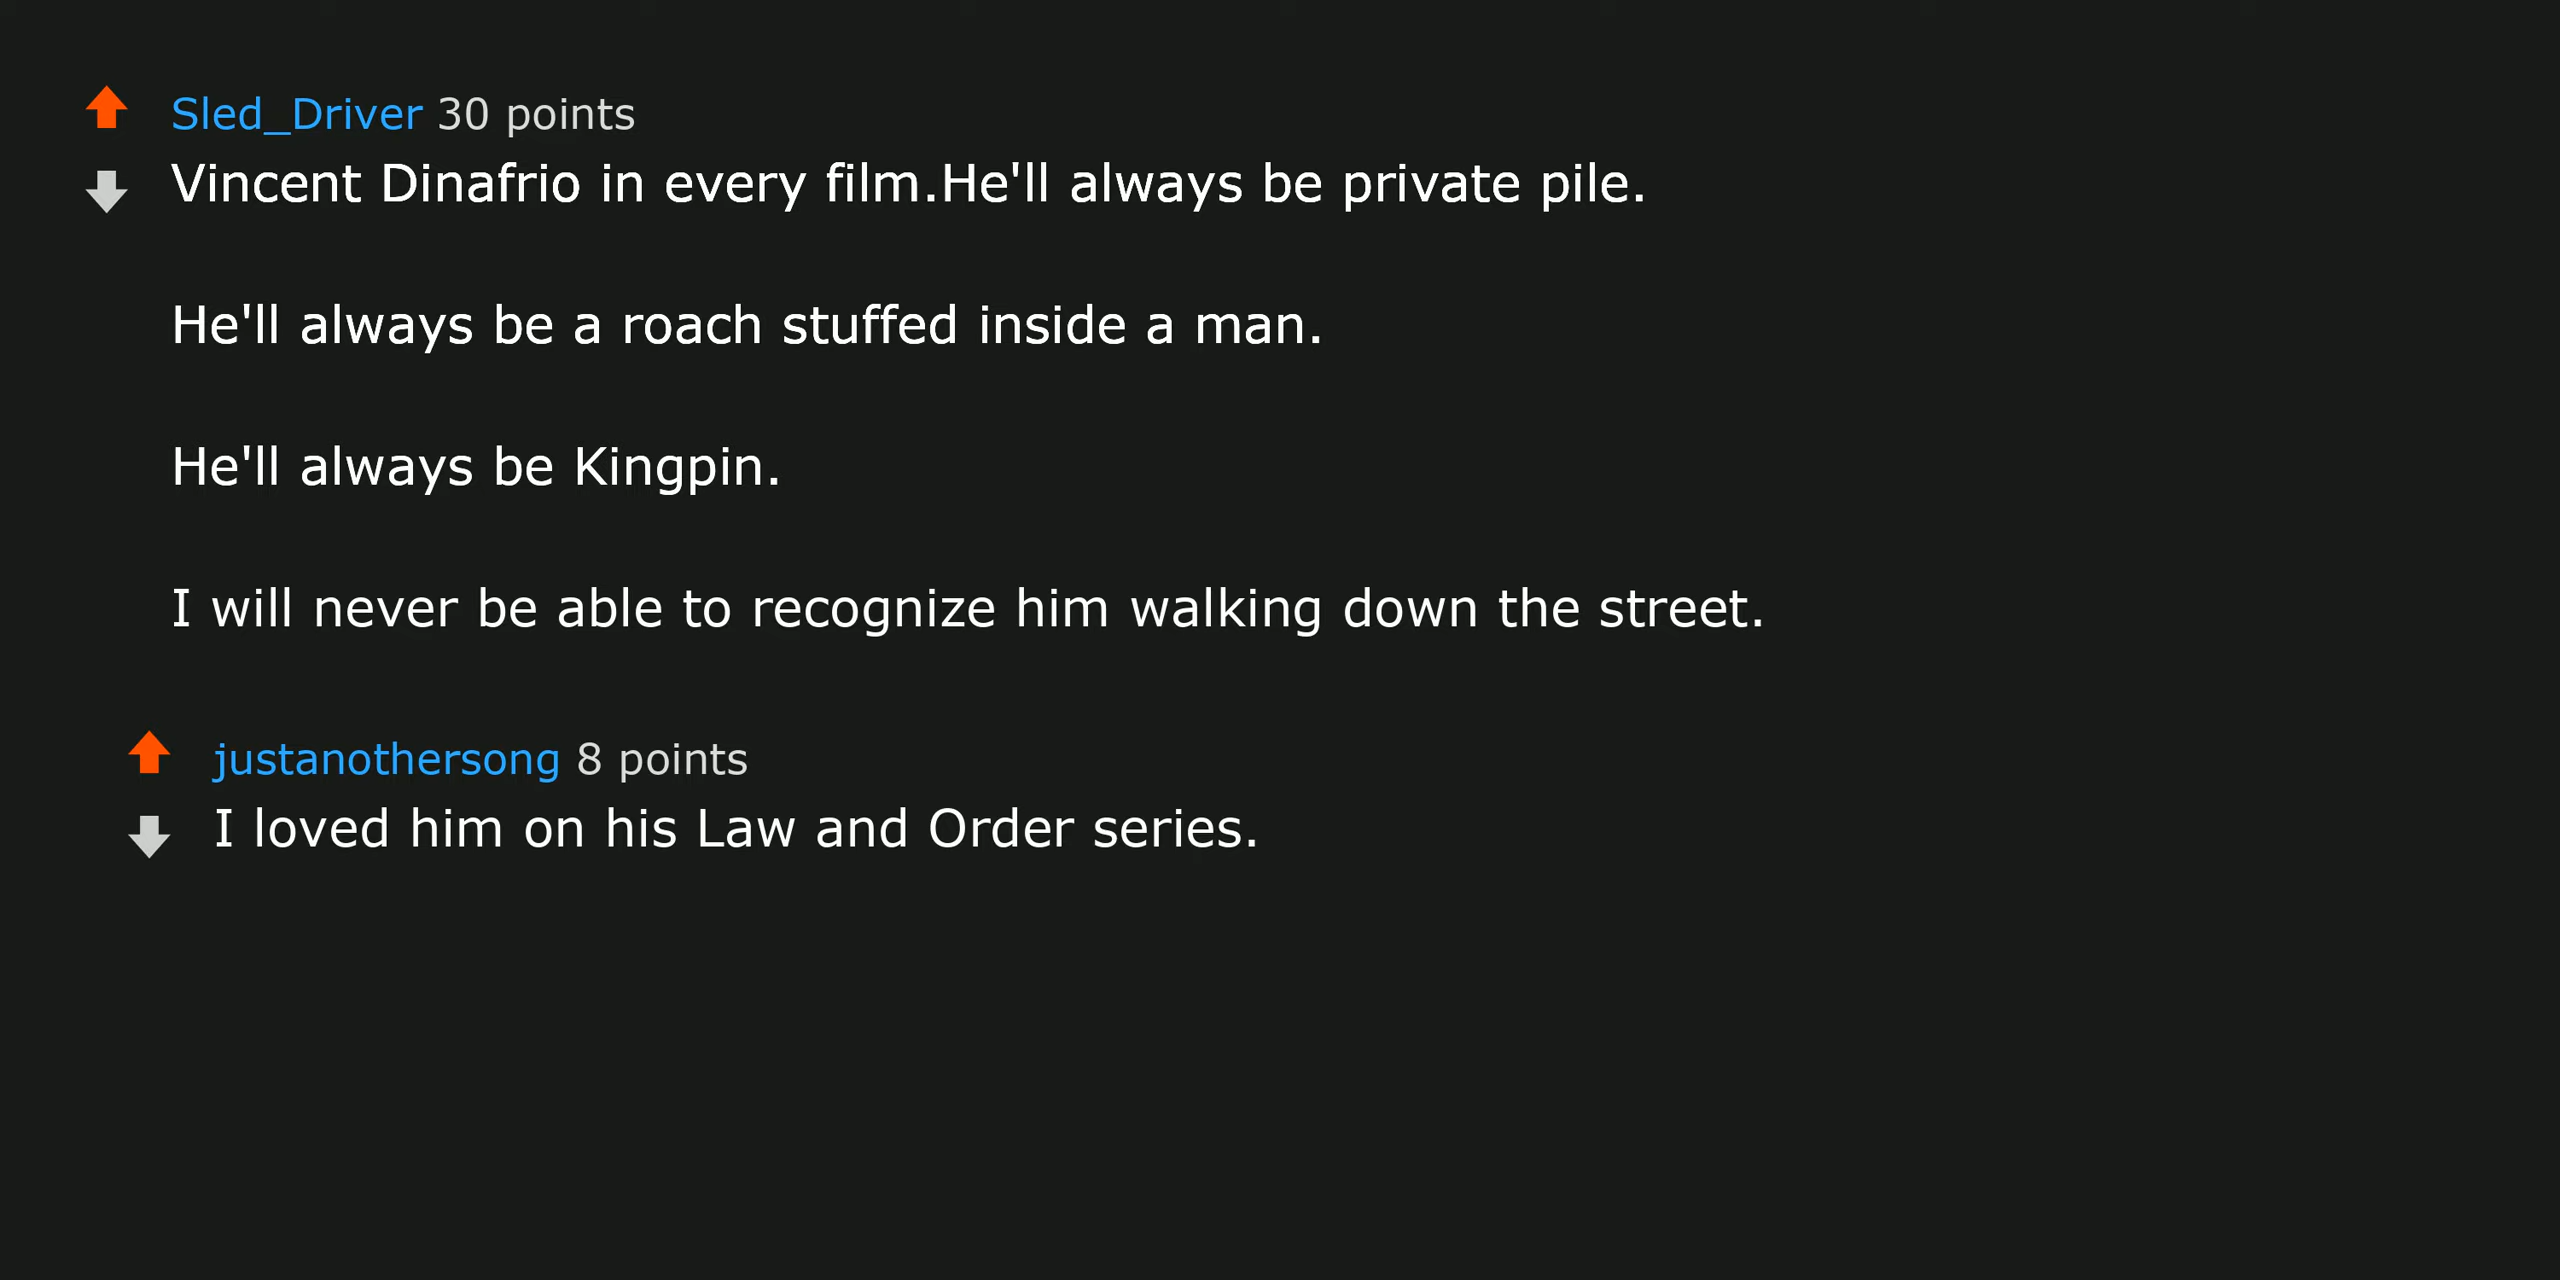 Sled_Driver 30 points
Vincent Dinafrio in every film.He'll always be private pile.
He'll always be a roach stuffed inside a man.
He'll always be Kingpin.
I will never be able to recognize him walking down the street.
justanothersong 8 points
I loved him on his Law and Order series.